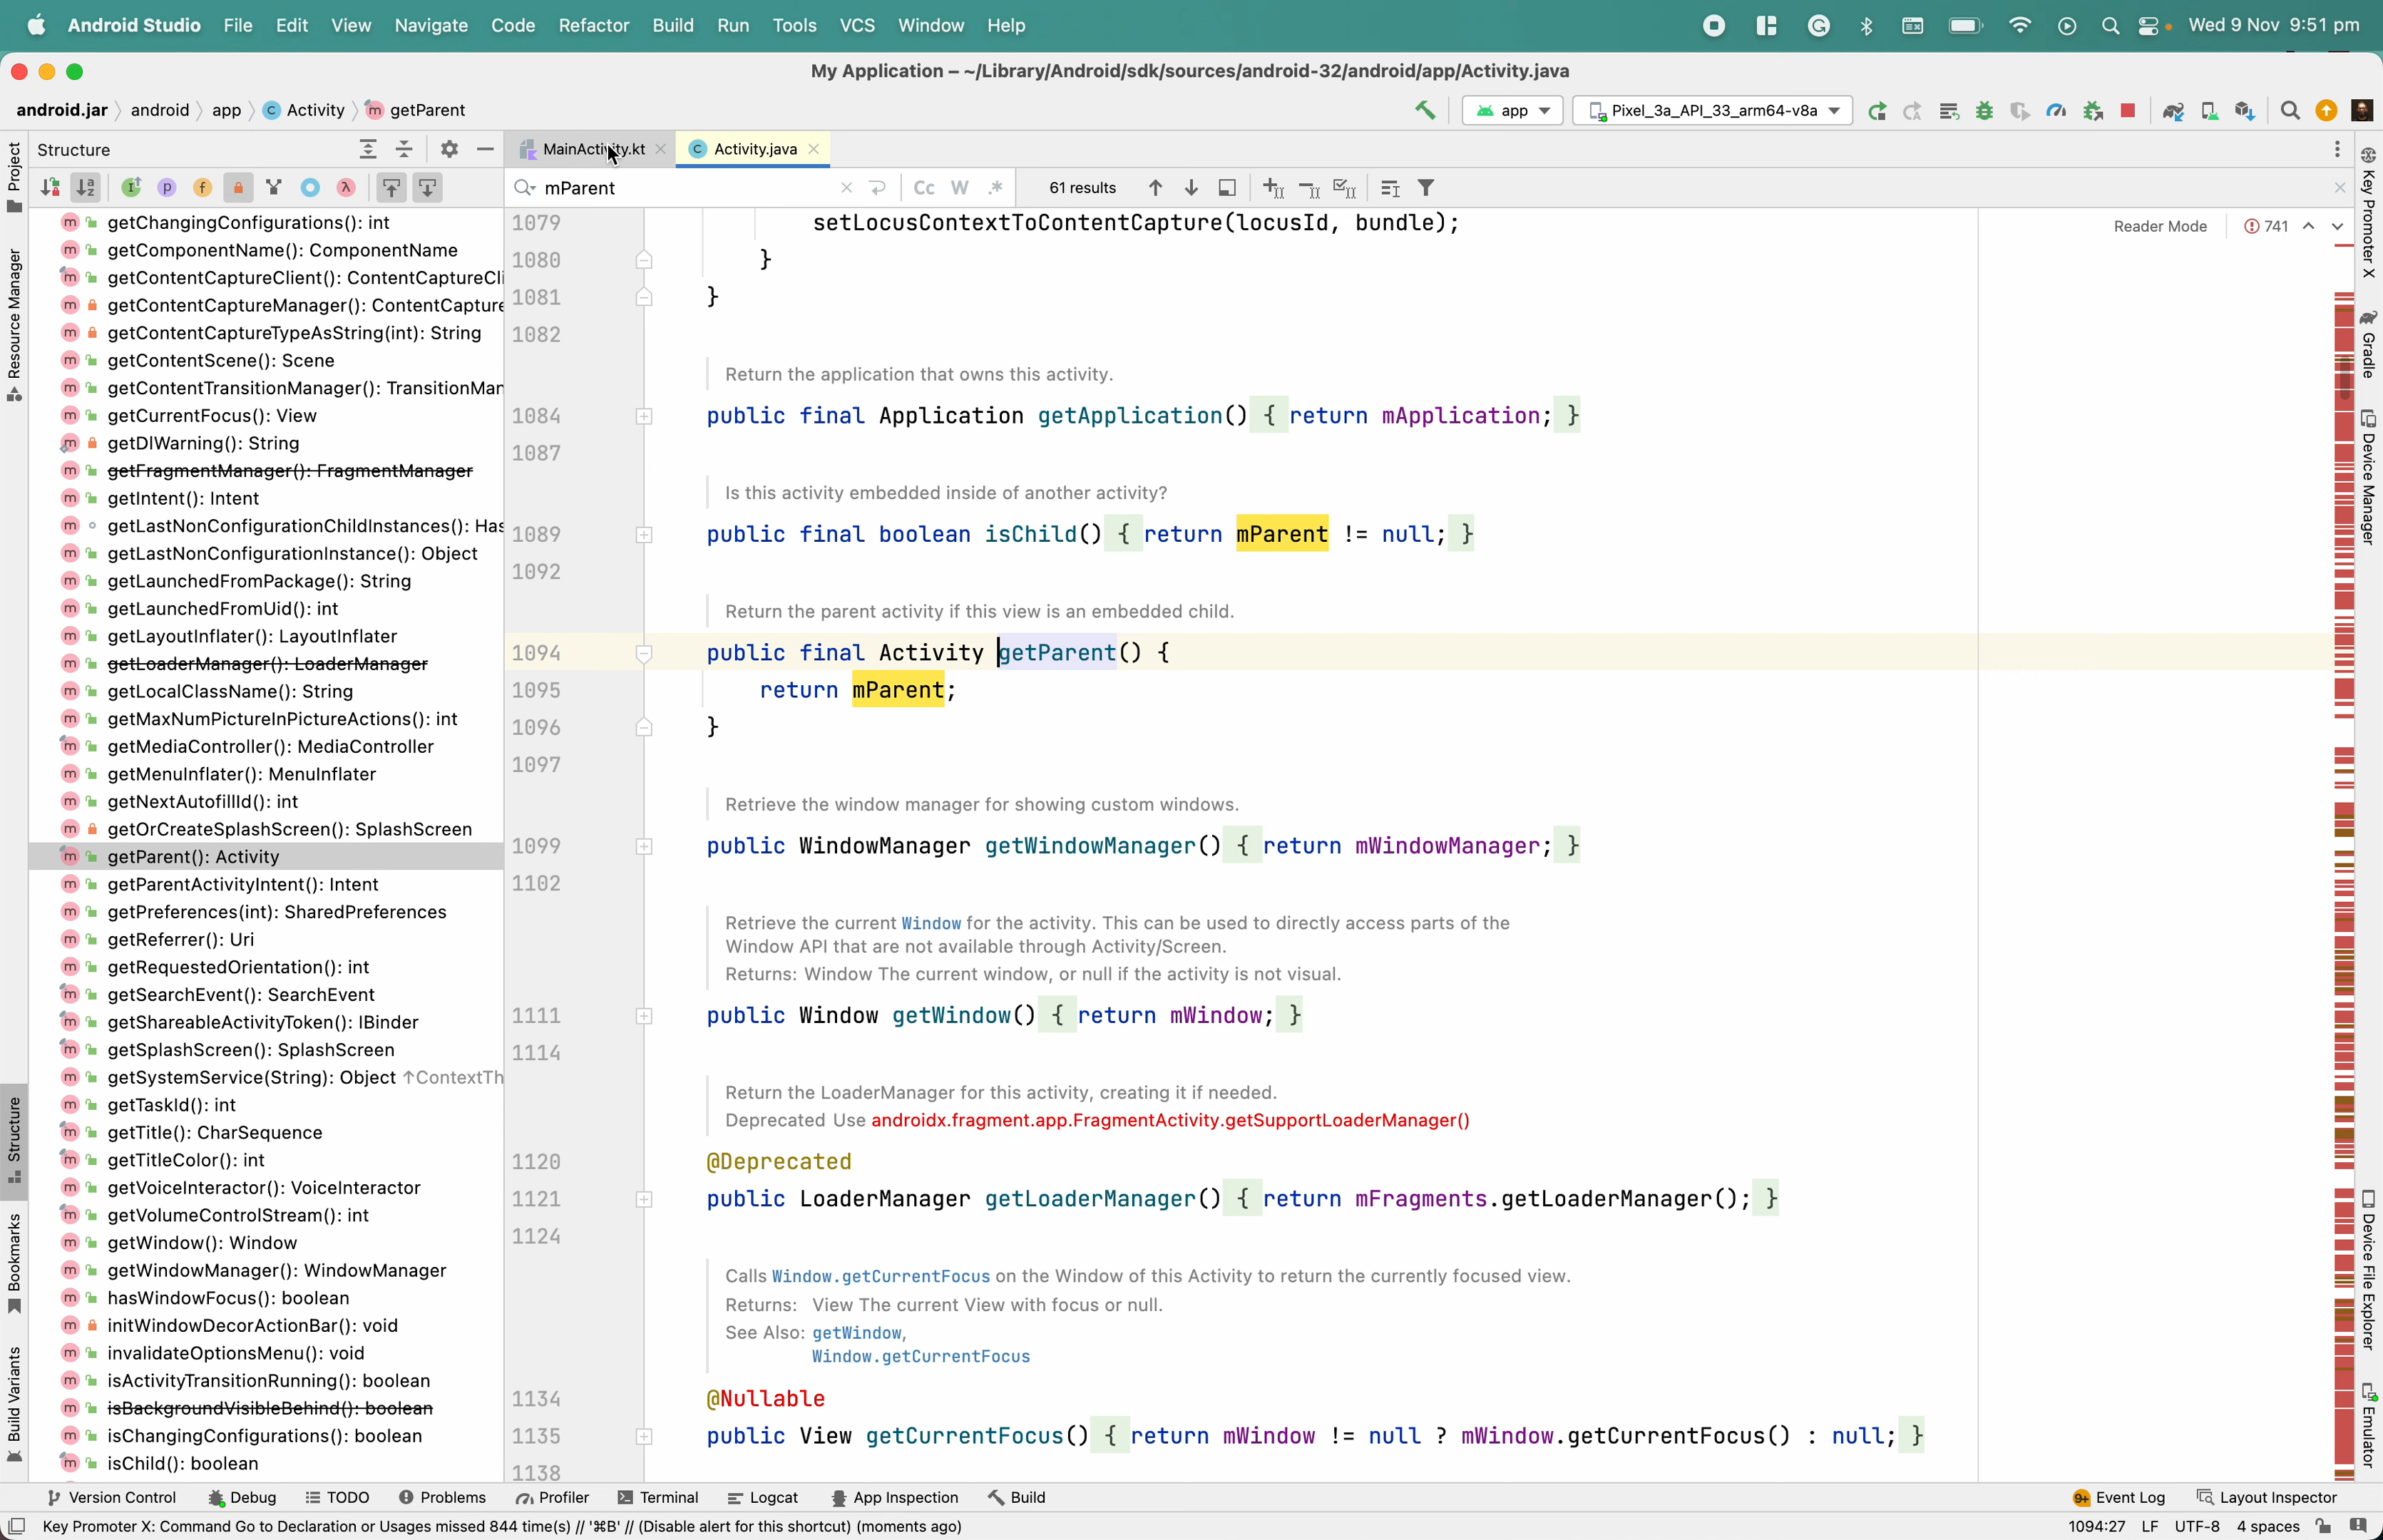 Android Studio File Edit View Navigate Code Refactor Build Run Tools VCS Window Help Wed 9 Nov 9:51 pm
My Application – ~/Library/Android/sdk/sources/android-32/android/app/Activity.java
android.jar android app Activity getParent app Pixel_3a_API_33_arm64-v8a
Structure
MainActivity.kt Activity.java
mParent Cc W .* 61 results
Reader Mode 741
Project
Resource Manager
Structure
Bookmarks
Build Variants
getChangingConfigurations(): int
getComponentName(): ComponentName
getContentCaptureClient(): ContentCaptureCli
getContentCaptureManager(): ContentCapture
getContentCaptureTypeAsString(int): String
getContentScene(): Scene
getContentTransitionManager(): TransitionMan
getCurrentFocus(): View
getDlWarning(): String
getFragmentManager(): FragmentManager
getIntent(): Intent
getLastNonConfigurationChildInstances(): Has
getLastNonConfigurationInstance(): Object
getLaunchedFromPackage(): String
getLaunchedFromUid(): int
getLayoutInflater(): LayoutInflater
getLoaderManager(): LoaderManager
getLocalClassName(): String
getMaxNumPictureInPictureActions(): int
getMediaController(): MediaController
getMenuInflater(): MenuInflater
getNextAutofillId(): int
getOrCreateSplashScreen(): SplashScreen
getParent(): Activity
getParentActivityIntent(): Intent
getPreferences(int): SharedPreferences
getReferrer(): Uri
getRequestedOrientation(): int
getSearchEvent(): SearchEvent
getShareableActivityToken(): IBinder
getSplashScreen(): SplashScreen
getSystemService(String): Object ↑ContextTh
getTaskId(): int
getTitle(): CharSequence
getTitleColor(): int
getVoiceInteractor(): VoiceInteractor
getVolumeControlStream(): int
getWindow(): Window
getWindowManager(): WindowManager
hasWindowFocus(): boolean
initWindowDecorActionBar(): void
invalidateOptionsMenu(): void
isActivityTransitionRunning(): boolean
isBackgroundVisibleBehind(): boolean
isChangingConfigurations(): boolean
isChild(): boolean
1079 setLocusContextToContentCapture(locusId, bundle);
1080 }
1081 }
1082
Return the application that owns this activity.
1084 public final Application getApplication() { return mApplication; }
1087
Is this activity embedded inside of another activity?
1089 public final boolean isChild() { return mParent != null; }
1092
Return the parent activity if this view is an embedded child.
1094 public final Activity getParent() {
1095 return mParent;
1096 }
1097
Retrieve the window manager for showing custom windows.
1099 public WindowManager getWindowManager() { return mWindowManager; }
1102
Retrieve the current Window for the activity. This can be used to directly access parts of the
Window API that are not available through Activity/Screen.
Returns: Window The current window, or null if the activity is not visual.
1111 public Window getWindow() { return mWindow; }
1114
Return the LoaderManager for this activity, creating it if needed.
Deprecated Use androidx.fragment.app.FragmentActivity.getSupportLoaderManager()
1120 @Deprecated
1121 public LoaderManager getLoaderManager() { return mFragments.getLoaderManager(); }
1124
Calls Window.getCurrentFocus on the Window of this Activity to return the currently focused view.
Returns: View The current View with focus or null.
See Also: getWindow,
Window.getCurrentFocus
1134 @Nullable
1135 public View getCurrentFocus() { return mWindow != null ? mWindow.getCurrentFocus() : null; }
1138
Key Promoter X
Gradle
Device Manager
Device File Explorer
Emulator
Version Control Debug TODO Problems Profiler Terminal Logcat App Inspection Build 9+ Event Log Layout Inspector
Key Promoter X: Command Go to Declaration or Usages missed 844 time(s) // '⌘B' // (Disable alert for this shortcut) (moments ago) 1094:27 LF UTF-8 4 spaces